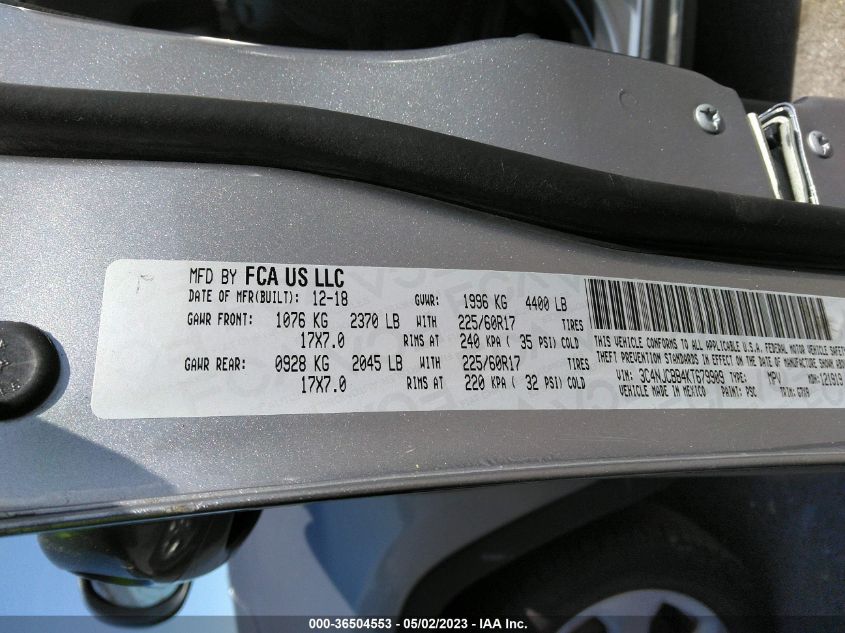 MFD BY FCA US LLC
DATE OF MFR(BUILT): 12-18 GVWR: 1996 KG 4400 LB
GAWR FRONT: 1076 KG 2370 LB WITH 225/60R17 TIRES
17X7.0 RIMS AT 240 KPA ( 35 PSI) COLD
GAWR REAR: 0928 KG 2045 LB WITH 225/60R17 TIRES
17X7.0 RIMS AT 220 KPA ( 32 PSI) COLD
THIS VEHICLE CONFORMS TO ALL APPLICABLE U.S.A. FEDERAL MOTOR VEHICLE SAFETY
THEFT PREVENTION STANDARDS IN EFFECT ON THE DATE OF MANUFACTURE SHOWN
VIN: 3C4NJCBB4KT679909 TYPE: MPV MDH: 121919
VEHICLE MADE IN MEXICO PAINT: PSC TRIM:
000-36504553 - 05/02/2023 - IAA Inc.